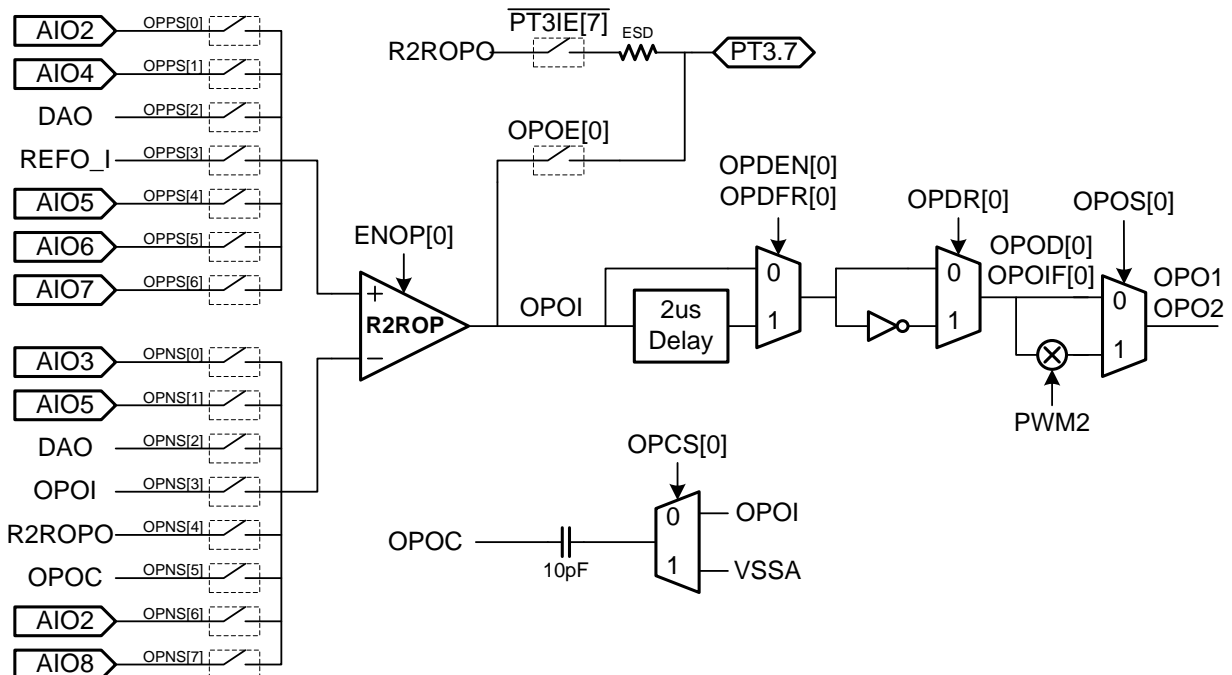 AIO2
OPPS[0]
AIO4
OPPS[1]
DAO
OPPS[2]
REFO_I
OPPS[3]
AIO5
OPPS[4]
AIO6
OPPS[5]
AIO7
OPPS[6]
AIO3
OPNS[0]
AIO5
OPNS[1]
DAO
OPNS[2]
OPOI
OPNS[3]
R2ROPO
OPNS[4]
OPOC
OPNS[5]
AIO2
OPNS[6]
AIO8
OPNS[7]
PT3IE[7]
R2ROPO
ESD
PT3.7
OPOE[0]
ENOP[0]
+
R2ROP
−
OPOI
2us
Delay
OPDEN[0]
OPDFR[0]
0
1
OPDR[0]
0
1
OPOD[0]
OPOIF[0]
PWM2
OPOS[0]
0
1
OPO1
OPO2
OPCS[0]
OPOC
10pF
0
1
OPOI
VSSA